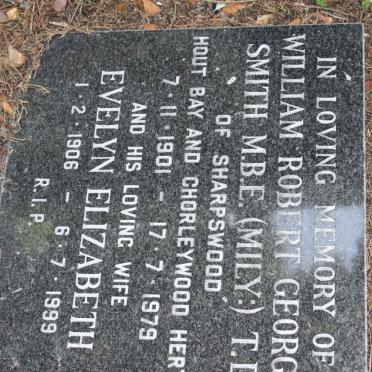 IN LOVING MEMORY OF
WILLIAM ROBERT GEORG
SMITH M.B.E. (MILY:) T.
OF SHARPSWOOD,
HOUT BAY AND CHORLEYWOOD HER
7·11·1901 – 17·7·1979
AND HIS LOVING WIFE
EVELYN ELIZABETH
1·2·1906 – 6·7·1999
R.I.P.